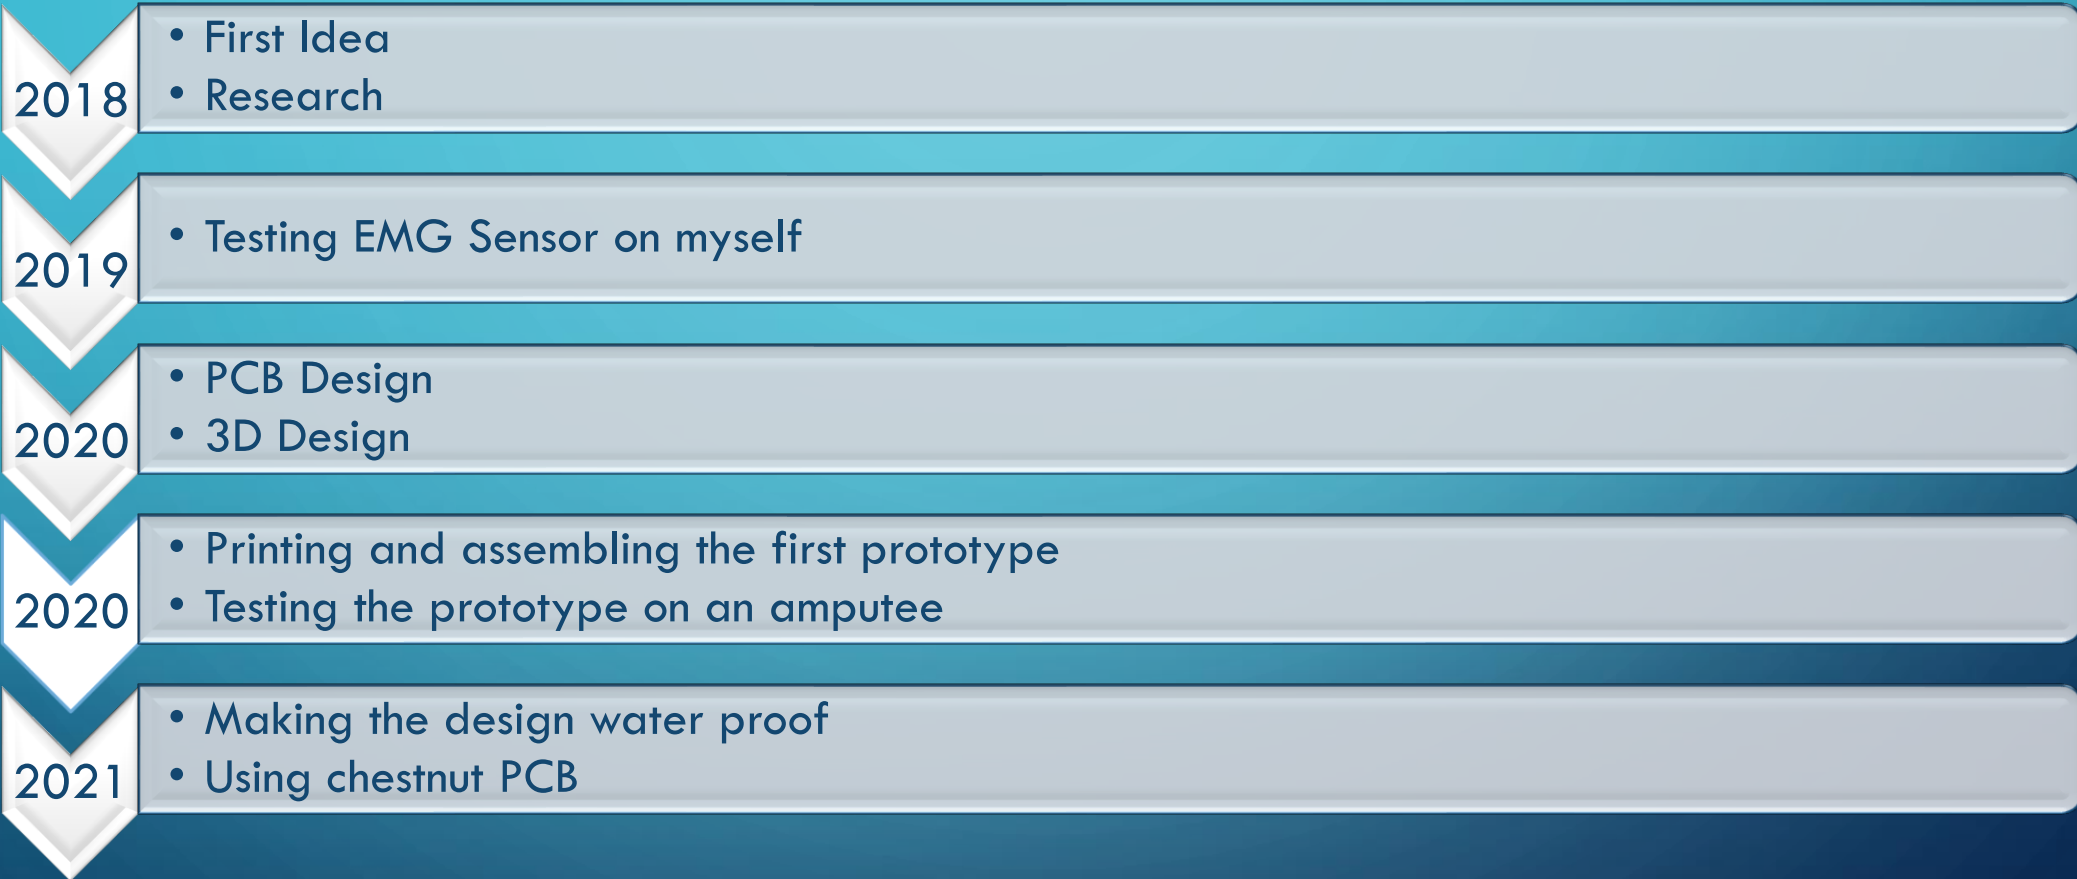 2018
• First Idea
• Research
2019
• Testing EMG Sensor on myself
2020
• PCB Design
• 3D Design
2020
• Printing and assembling the first prototype
• Testing the prototype on an amputee
2021
• Making the design water proof
• Using chestnut PCB